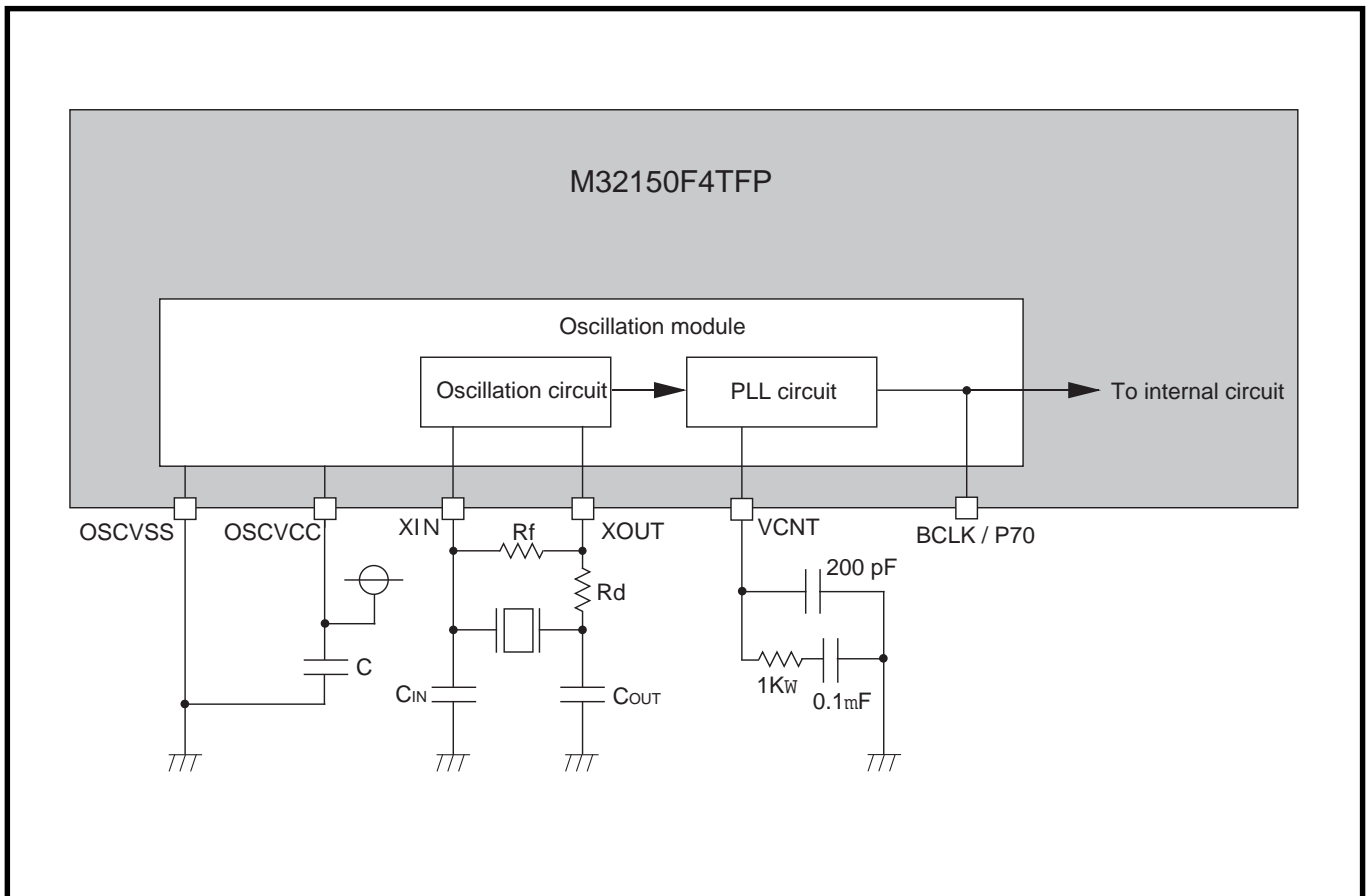 M32150F4TFP
Oscillation module
Oscillation circuit
PLL circuit
To internal circuit
OSCVSS
OSCVCC
XIN
Rf
XOUT
VCNT
BCLK / P70
200 pF
Rd
C
1KW
0.1mF
CIN
COUT